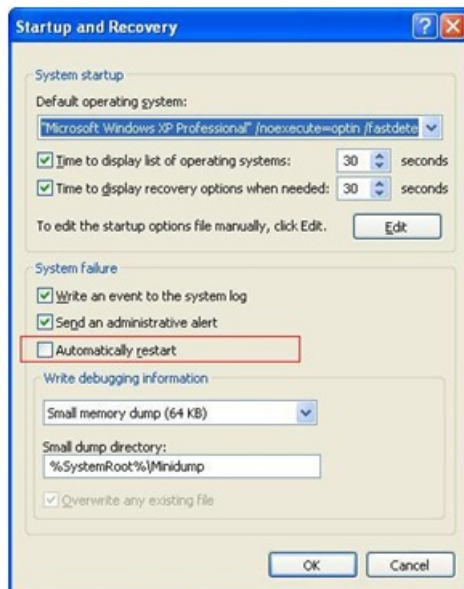 Startup and Recovery
System startup
Default operating system:
"Microsoft Windows XP Professional" /noexecute=optin /fastdete
Time to display list of operating systems: 30 seconds
Time to display recovery options when needed: 30 seconds
To edit the startup options file manually, click Edit. Edit
System failure
Write an event to the system log
Send an administrative alert
Automatically restart
Write debugging information
Small memory dump (64 KB)
Small dump directory:
%SystemRoot%\Minidump
Overwrite any existing file
OK Cancel